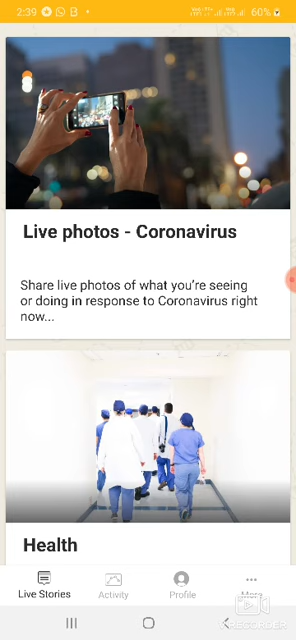 2:39
60%
Live photos - Coronavirus
Share live photos of what you're seeing
or doing in response to Coronavirus right
now...
Health
Live Stories
Activity
Profile
More
RECORDER